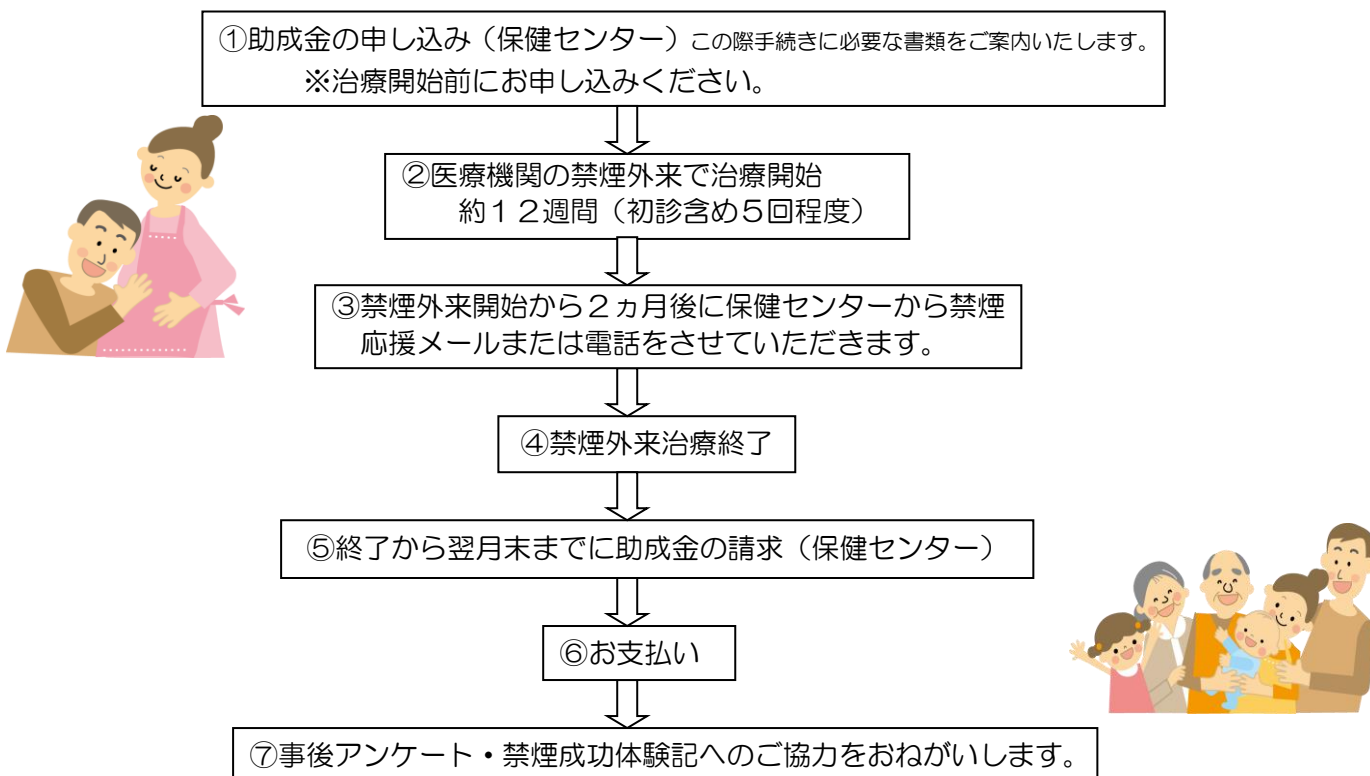 ①助成金の申し込み（保健センター）この際手続きに必要な書類をご案内いたします。
※治療開始前にお申し込みください。
②医療機関の禁煙外来で治療開始
約１２週間（初診含め５回程度）
③禁煙外来開始から２ヵ月後に保健センターから禁煙
応援メールまたは電話をさせていただきます。
④禁煙外来治療終了
⑤終了から翌月末までに助成金の請求（保健センター）
⑥お支払い
⑦事後アンケート・禁煙成功体験記へのご協力をおねがいします。